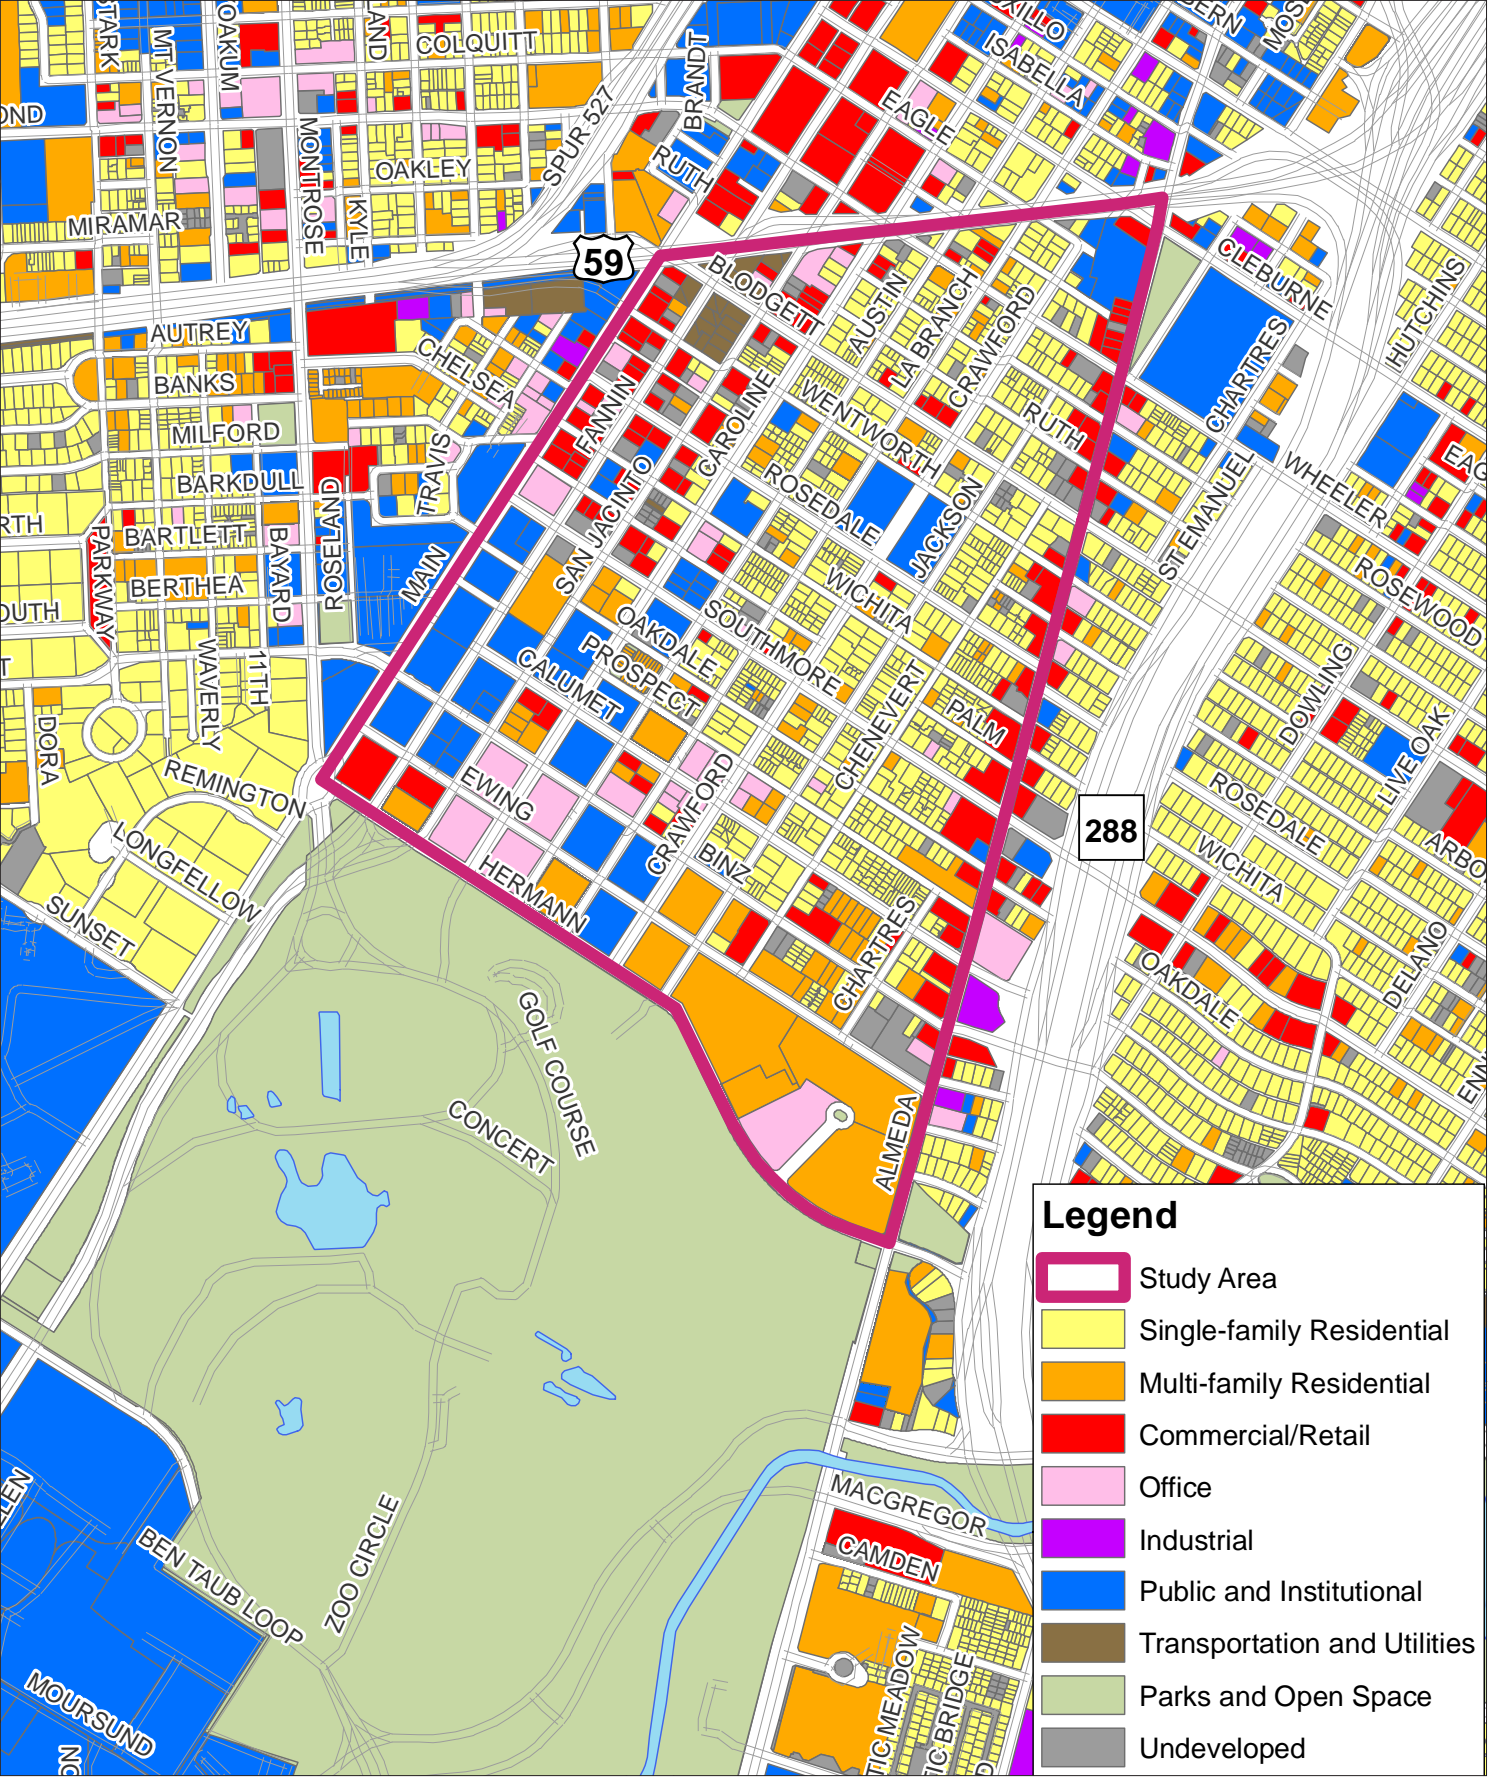 COLQUITT
BRANDT
ISABELLA
EAGLE
OAKUM
MT VERNON
MONTROSE
OAKLEY
SPUR 527
RUTH
KYLE
MIRAMAR
59
BLODGETT
CLEBURNE
AUSTIN
LA BRANCH
CRAWFORD
HUTCHINS
AUTREY
BANKS
CHELSEA
MILFORD
FANNIN
CAROLINE
WENTWORTH
RUTH
CHARTRES
BARKDULL
TRAVIS
ROSEDALE
WHEELER
BARTLETT
BERTHEA
PARKWAY
BAYARD
ROSELAND
MAIN
SAN JACINTO
JACKSON
ST EMANUEL
WICHITA
ROSEWOOD
OAKDALE
SOUTHMORE
PROSPECT
CALUMET
WAVERLY
11TH
DORA
CHENEVERT
PALM
DOWLING
LIVE OAK
REMINGTON
EWING
CRAWFORD
ROSEDALE
288
LONGFELLOW
BINZ
WICHITA
HERMANN
SUNSET
CHARTRES
OAKDALE
DELANO
GOLF COURSE
CONCERT
ALMEDA
MACGREGOR
CAMDEN
BEN TAUB LOOP
ZOO CIRCLE
MOURSUND
Legend
Study Area
Single-family Residential
Multi-family Residential
Commercial/Retail
Office
Industrial
Public and Institutional
Transportation and Utilities
Parks and Open Space
Undeveloped